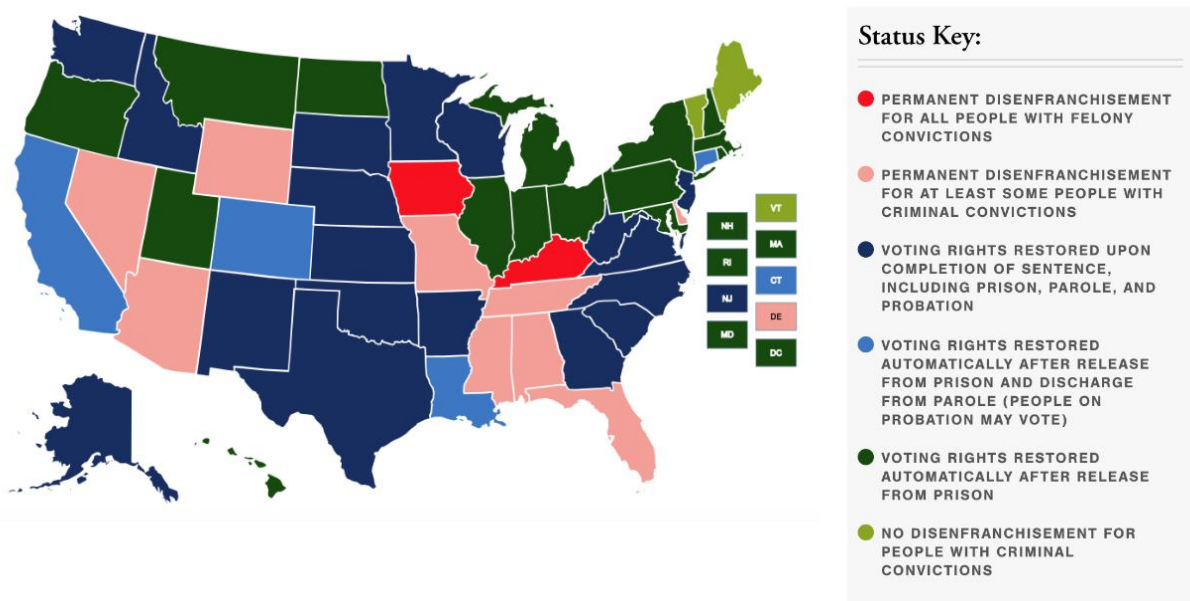 Status Key:
PERMANENT DISENFRANCHISEMENT
FOR ALL PEOPLE WITH FELONY
CONVICTIONS
PERMANENT DISENFRANCHISEMENT
FOR AT LEAST SOME PEOPLE WITH
CRIMINAL CONVICTIONS
VOTING RIGHTS RESTORED UPON
COMPLETION OF SENTENCE,
INCLUDING PRISON, PAROLE, AND
PROBATION
VOTING RIGHTS RESTORED
AUTOMATICALLY AFTER RELEASE
FROM PRISON AND DISCHARGE
FROM PAROLE (PEOPLE ON
PROBATION MAY VOTE)
VOTING RIGHTS RESTORED
AUTOMATICALLY AFTER RELEASE
FROM PRISON
NO DISENFRANCHISEMENT FOR
PEOPLE WITH CRIMINAL
CONVICTIONS
VT
NH
MA
RI
CT
NJ
DE
MD
DC